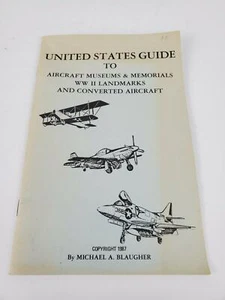 UNITED STATES GUIDE
TO
AIRCRAFT MUSEUMS & MEMORIALS
WW II LANDMARKS
AND CONVERTED AIRCRAFT
COPYRIGHT 1987
By MICHAEL A. BLAUGHER